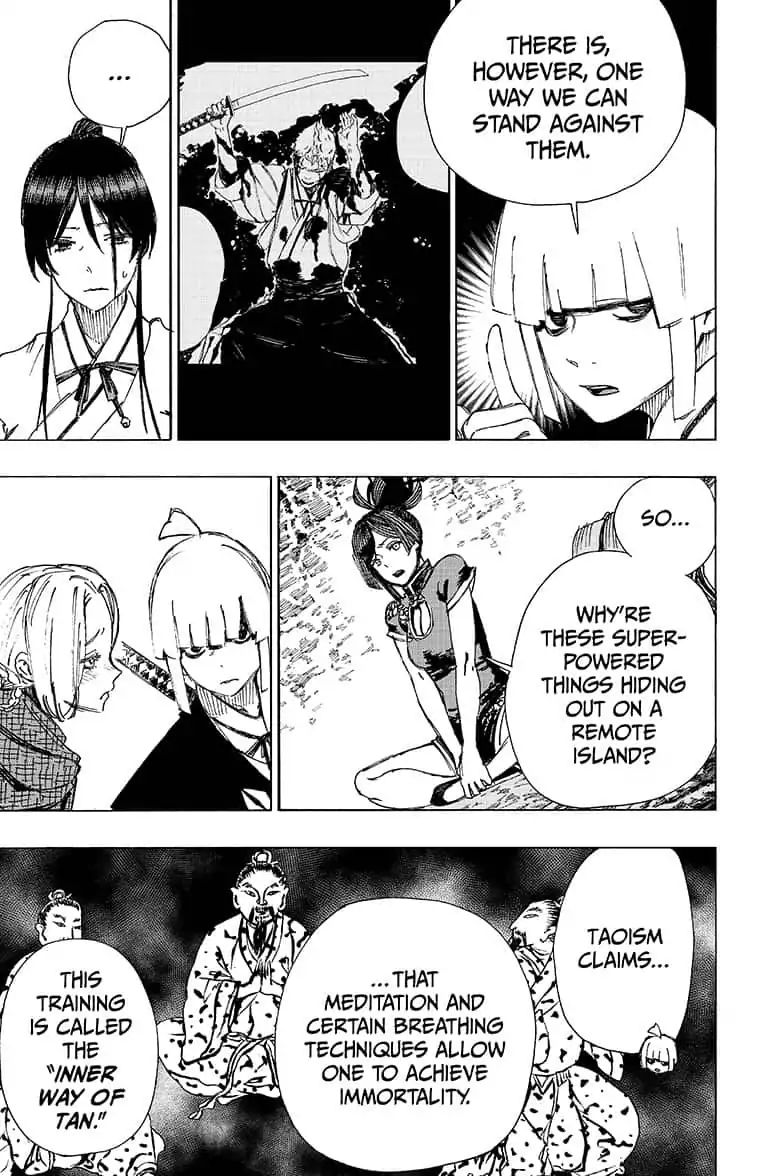 THERE IS,
HOWEVER, ONE
WAY WE CAN
STAND AGAINST
THEM.
...
SO...
WHY'RE
THESE SUPER-
POWERED
THINGS HIDING
OUT ON A
REMOTE
ISLAND?
TAOISM
CLAIMS...
...THAT
MEDITATION AND
CERTAIN BREATHING
TECHNIQUES ALLOW
ONE TO ACHIEVE
IMMORTALITY.
THIS
TRAINING
IS CALLED
THE
"INNER
WAY OF
TAN."